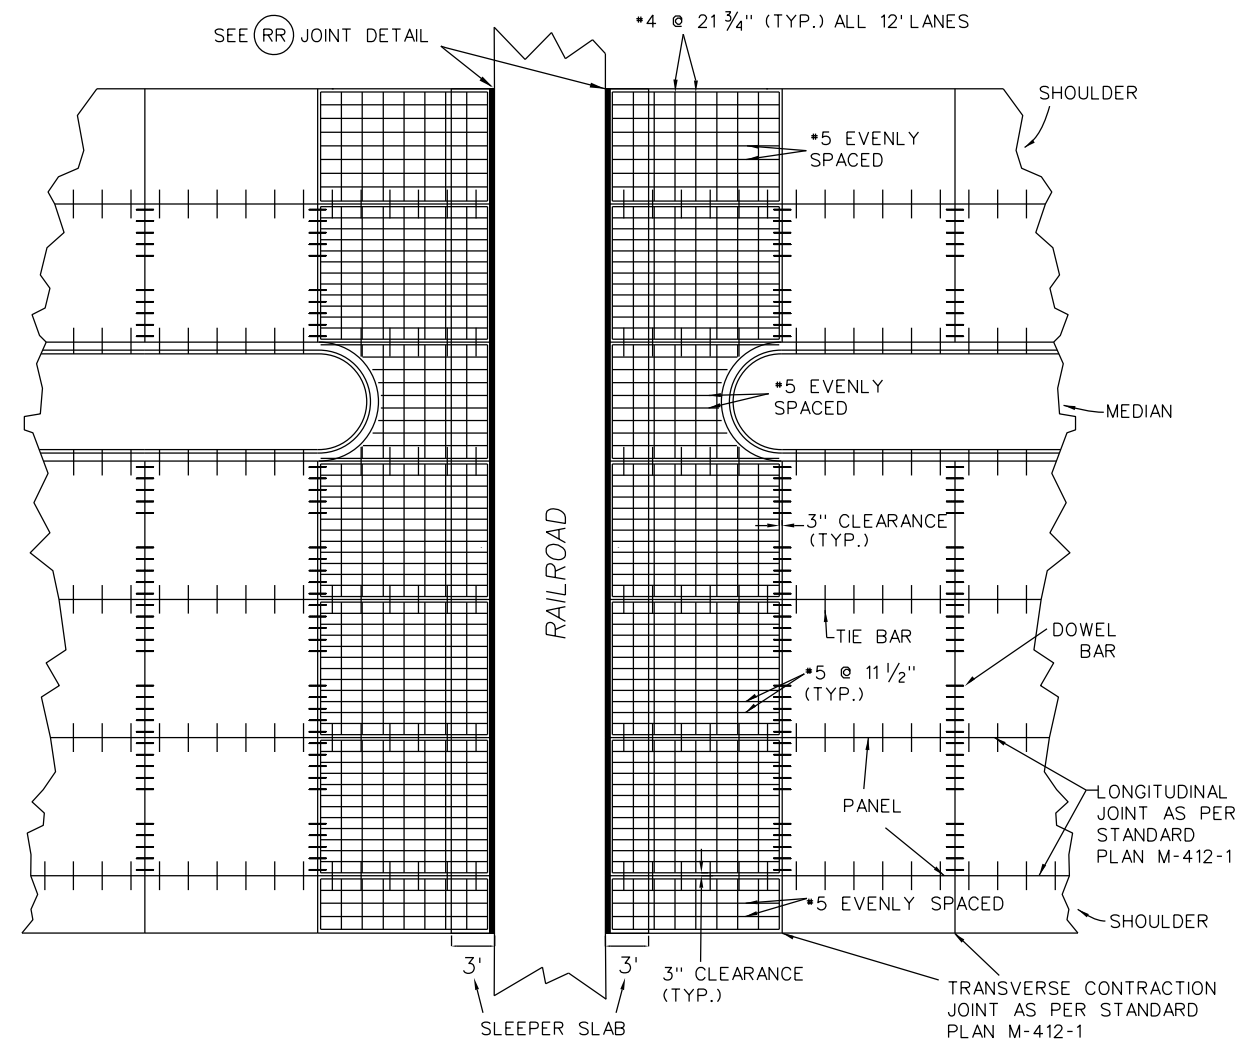 #4 @ 21 3/4" (TYP.) ALL 12' LANES
SEE RR JOINT DETAIL
SHOULDER
#5 EVENLY
SPACED
#5 EVENLY
SPACED
MEDIAN
RAILROAD
3" CLEARANCE
(TYP.)
TIE BAR
DOWEL
BAR
#5 @ 11 1/2"
(TYP.)
PANEL
LONGITUDINAL
JOINT AS PER
STANDARD
PLAN M-412-1
#5 EVENLY SPACED
SHOULDER
3'
3'
3" CLEARANCE
(TYP.)
SLEEPER SLAB
TRANSVERSE CONTRACTION
JOINT AS PER STANDARD
PLAN M-412-1